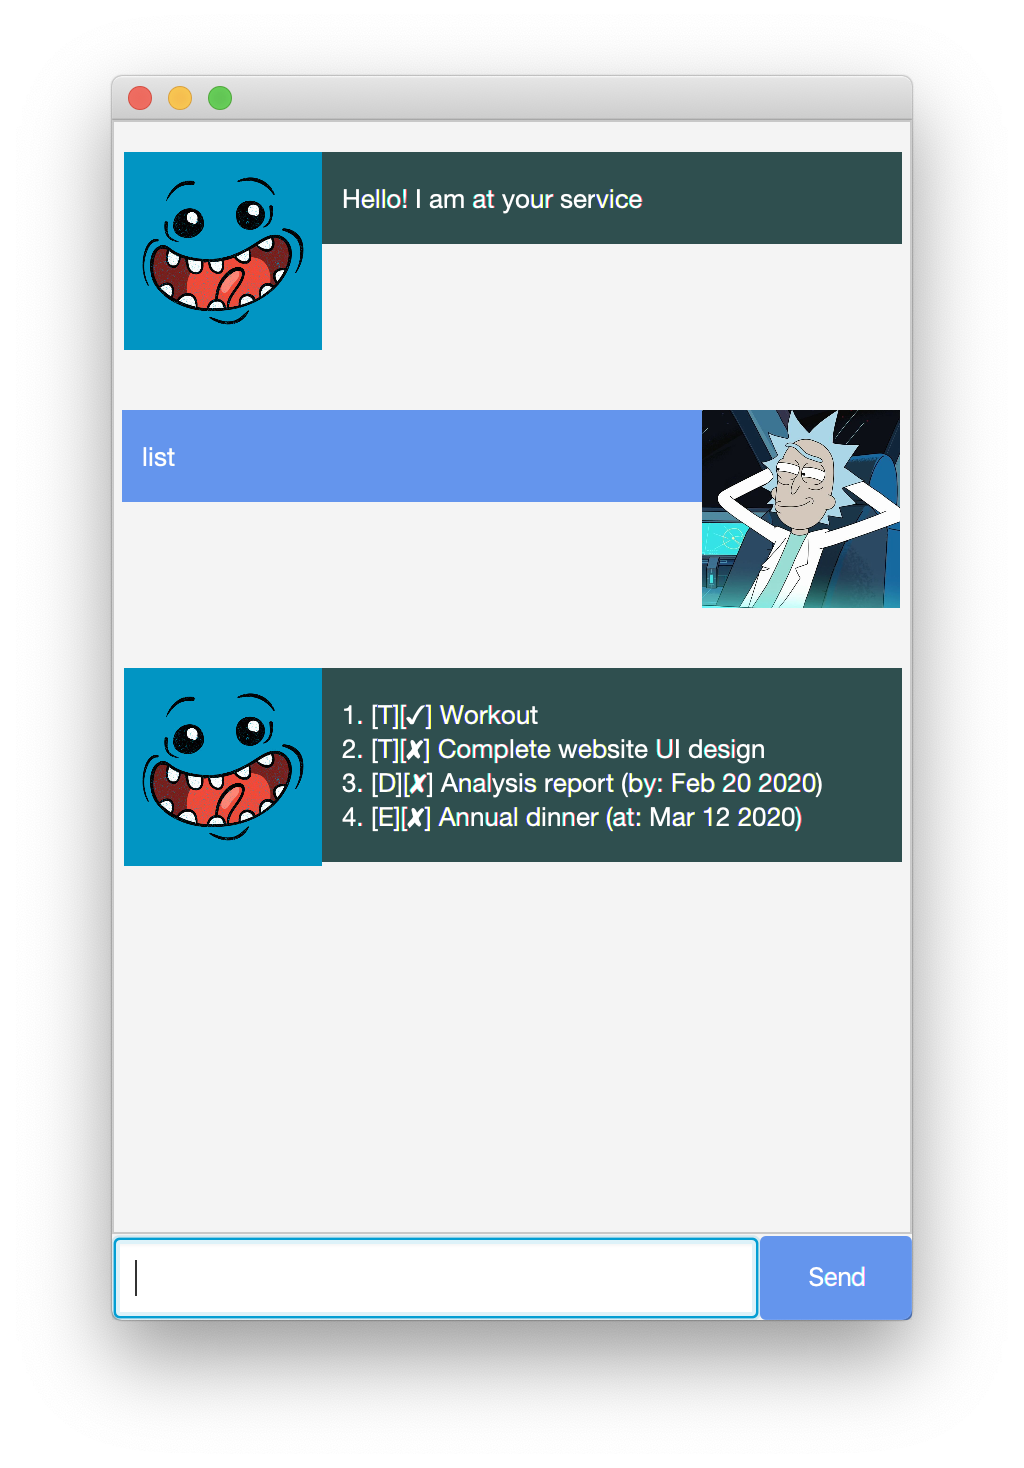 Hello! I am at your service
list
1. [T][✓] Workout
2. [T][✘] Complete website UI design
3. [D][✘] Analysis report (by: Feb 20 2020)
4. [E][✘] Annual dinner (at: Mar 12 2020)
Send